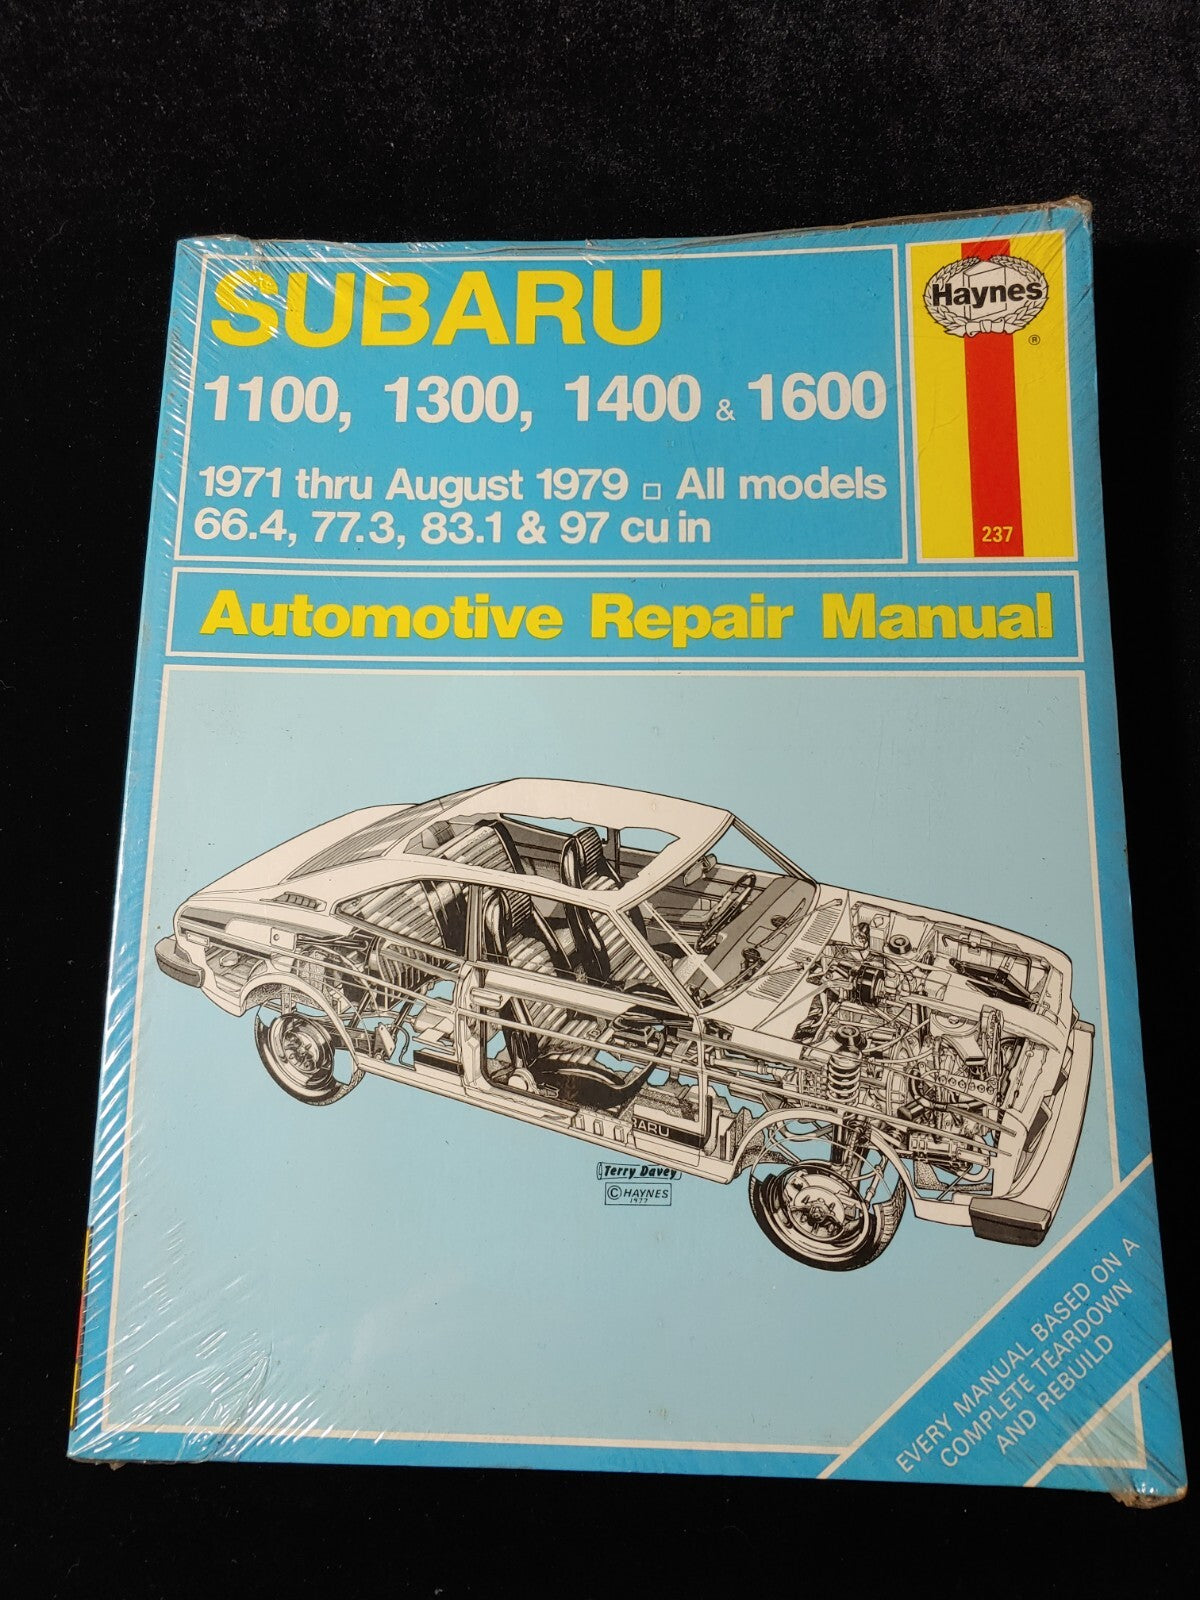 SUBARU
1100, 1300, 1400 & 1600
1971 thru August 1979 □ All models
66.4, 77.3, 83.1 & 97 cu in
Haynes
®
237
Automotive Repair Manual
BARU
Terry Davey
© HAYNES
1977
EVERY MANUAL BASED ON A
COMPLETE TEARDOWN
AND REBUILD